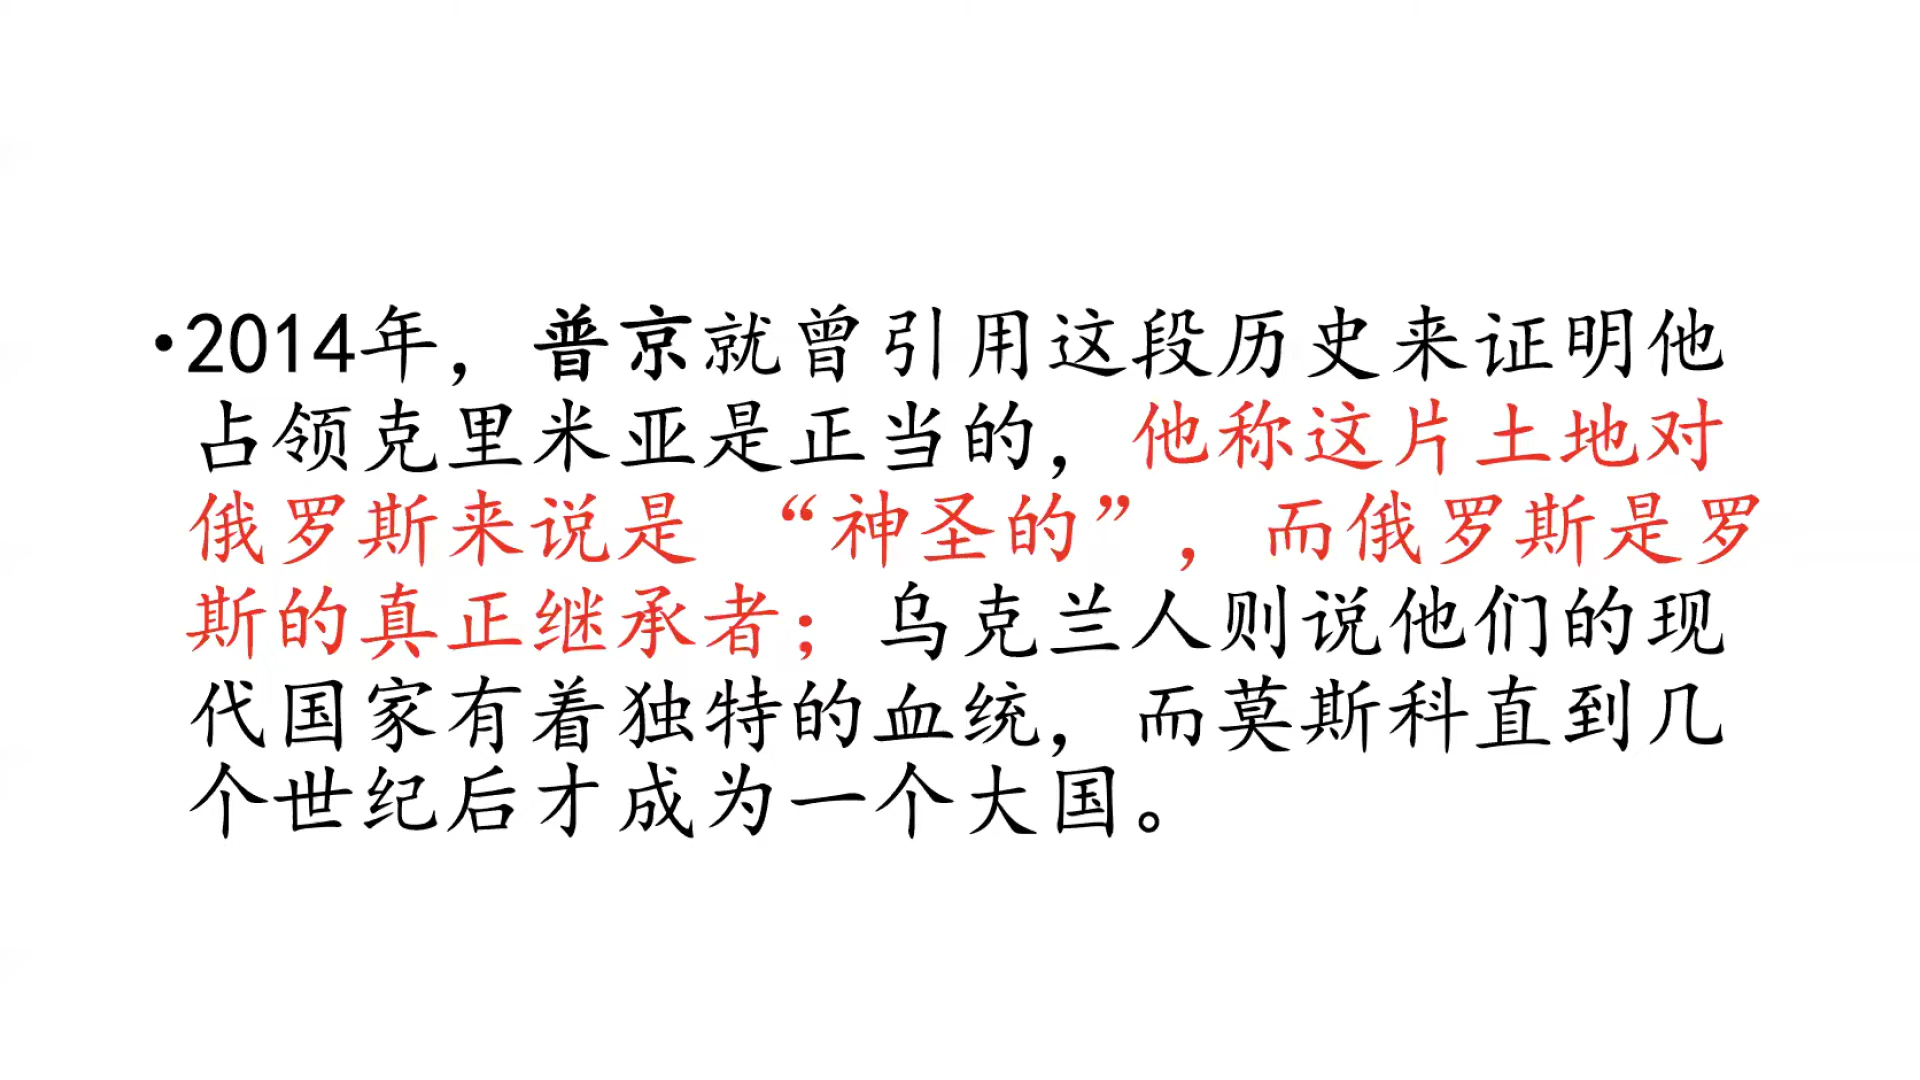 •2014年，普京就曾引用这段历史来证明他
占领克里米亚是正当的，他称这片土地对
俄罗斯来说是 “神圣的”，而俄罗斯是罗
斯的真正继承者；乌克兰人则说他们的现
代国家有着独特的血统，而莫斯科直到几
个世纪后才成为一个大国。